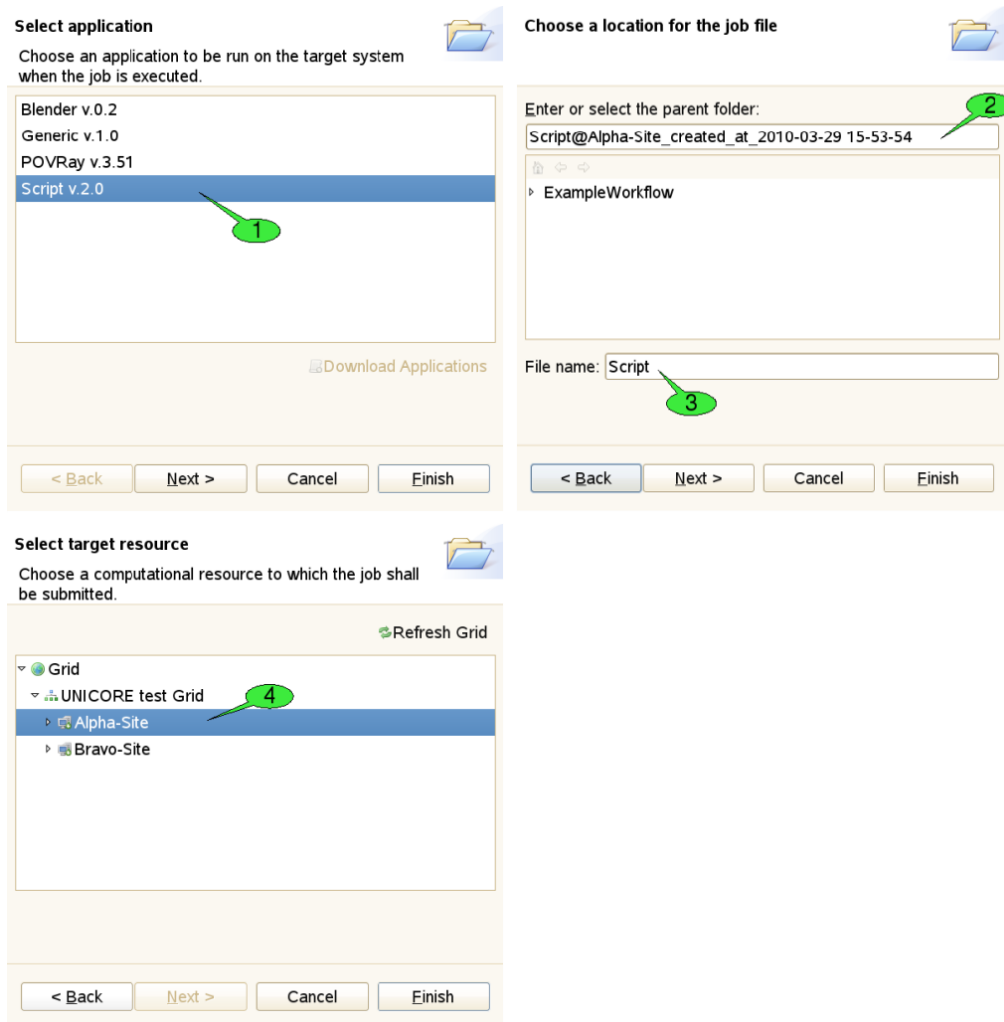 Select application
Choose an application to be run on the target system
when the job is executed.
Blender v.0.2
Generic v.1.0
POVRay v.3.51
Script v.2.0
1
Download Applications
< Back
Next >
Cancel
Finish
Choose a location for the job file
Enter or select the parent folder:
2
Script@Alpha-Site_created_at_2010-03-29 15-53-54
ExampleWorkflow
File name: Script
3
< Back
Next >
Cancel
Finish
Select target resource
Choose a computational resource to which the job shall
be submitted.
Refresh Grid
Grid
UNICORE test Grid
4
Alpha-Site
Bravo-Site
< Back
Next >
Cancel
Finish